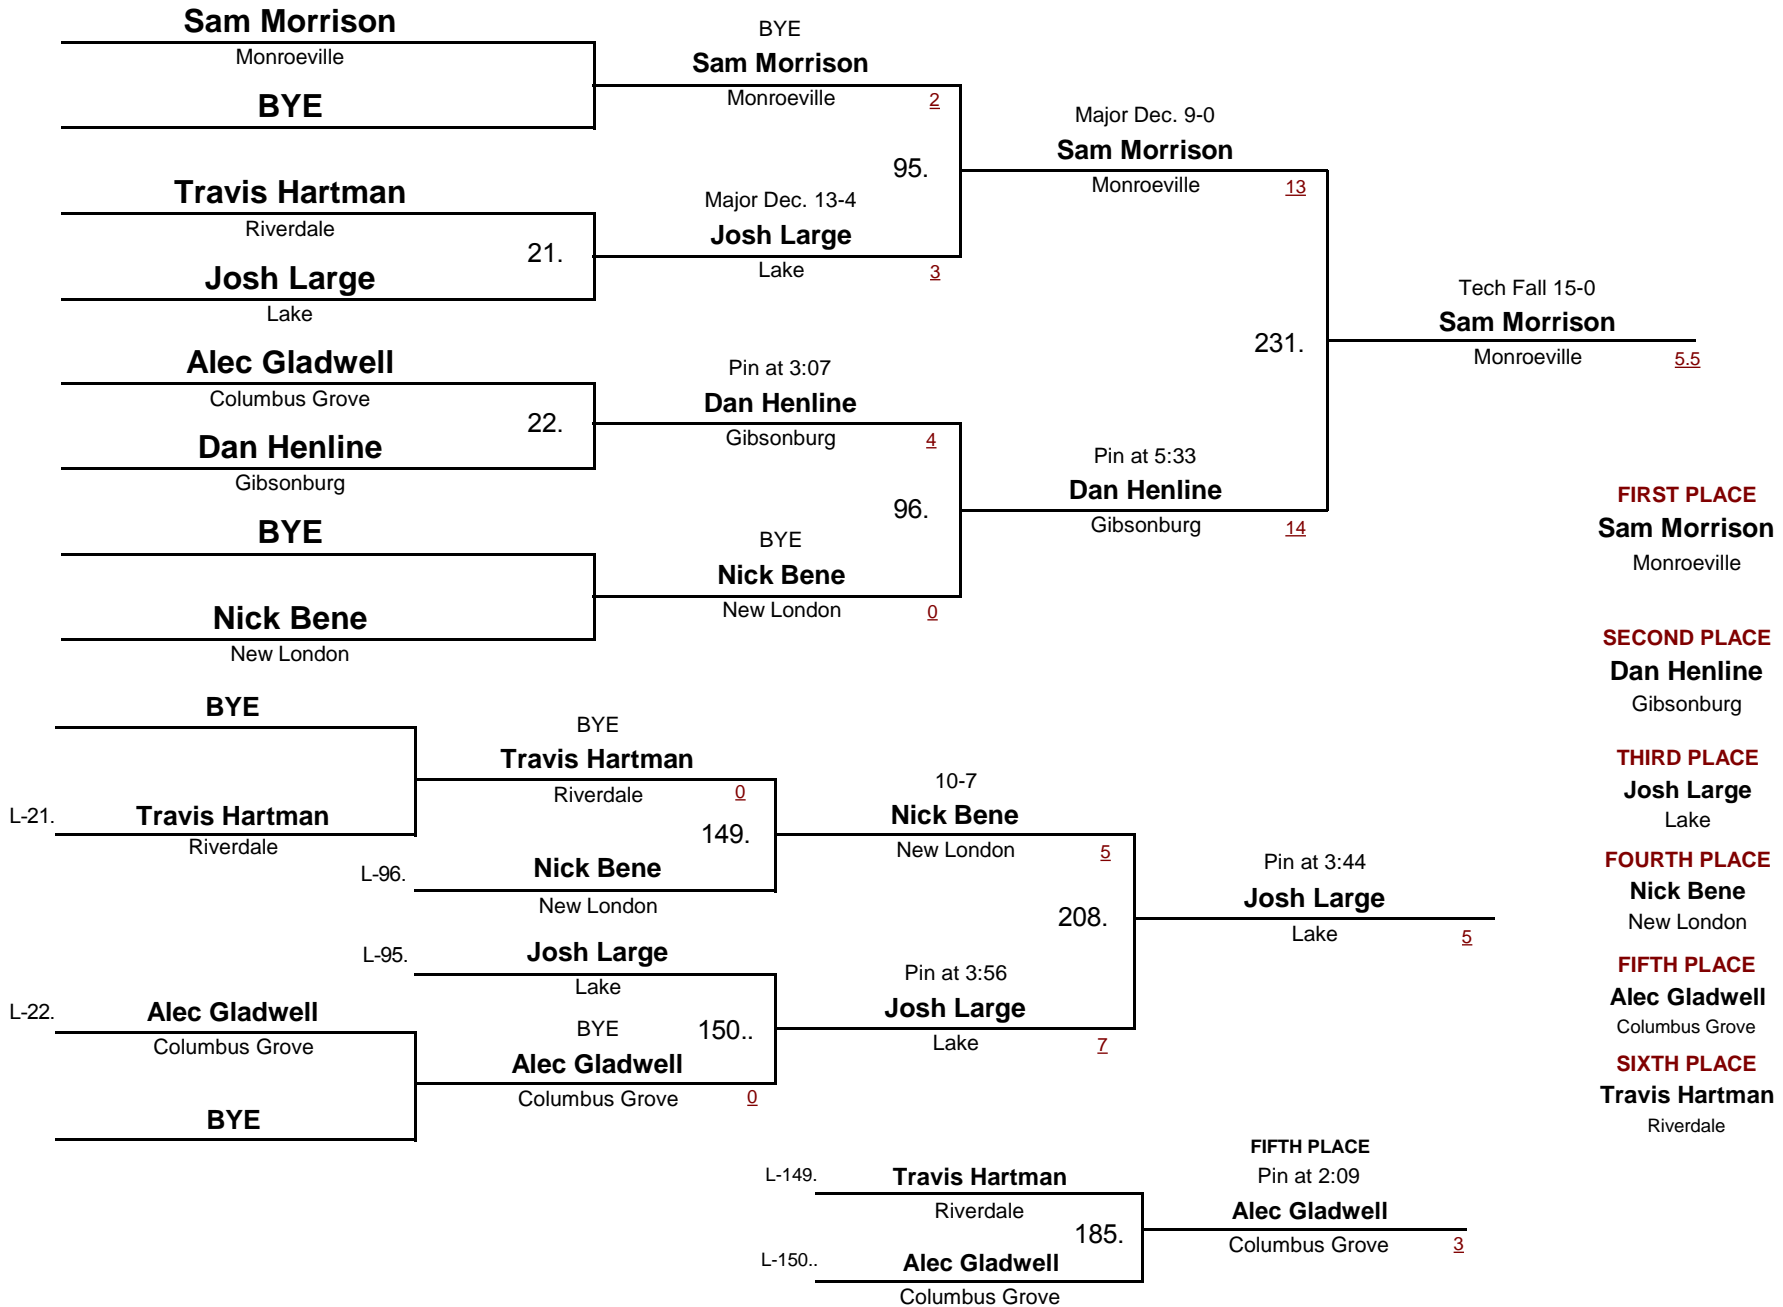 Sam Morrison
Monroeville
BYE
Travis Hartman
Riverdale
21.
Josh Large
Lake
Alec Gladwell
Columbus Grove
22.
Dan Henline
Gibsonburg
BYE
Nick Bene
New London
BYE
Sam Morrison
Monroeville 2
95.
Major Dec. 13-4
Josh Large
Lake 3
Pin at 3:07
Dan Henline
Gibsonburg 4
96.
BYE
Nick Bene
New London 0
Major Dec. 9-0
Sam Morrison
Monroeville 13
231.
Pin at 5:33
Dan Henline
Gibsonburg 14
Tech Fall 15-0
Sam Morrison
Monroeville 5.5
FIRST PLACE
Sam Morrison
Monroeville
SECOND PLACE
Dan Henline
Gibsonburg
THIRD PLACE
Josh Large
Lake
FOURTH PLACE
Nick Bene
New London
FIFTH PLACE
Alec Gladwell
Columbus Grove
SIXTH PLACE
Travis Hartman
Riverdale
BYE
L-21. Travis Hartman
Riverdale
BYE
Travis Hartman
Riverdale 0
149.
L-96. Nick Bene
New London
L-95. Josh Large
Lake
L-22. Alec Gladwell
Columbus Grove
BYE 150..
Alec Gladwell
Columbus Grove 0
BYE
10-7
Nick Bene
New London 5
208.
Pin at 3:56
Josh Large
Lake 7
Pin at 3:44
Josh Large
Lake 5
L-149. Travis Hartman
Riverdale
185.
L-150.. Alec Gladwell
Columbus Grove
FIFTH PLACE
Pin at 2:09
Alec Gladwell
Columbus Grove 3